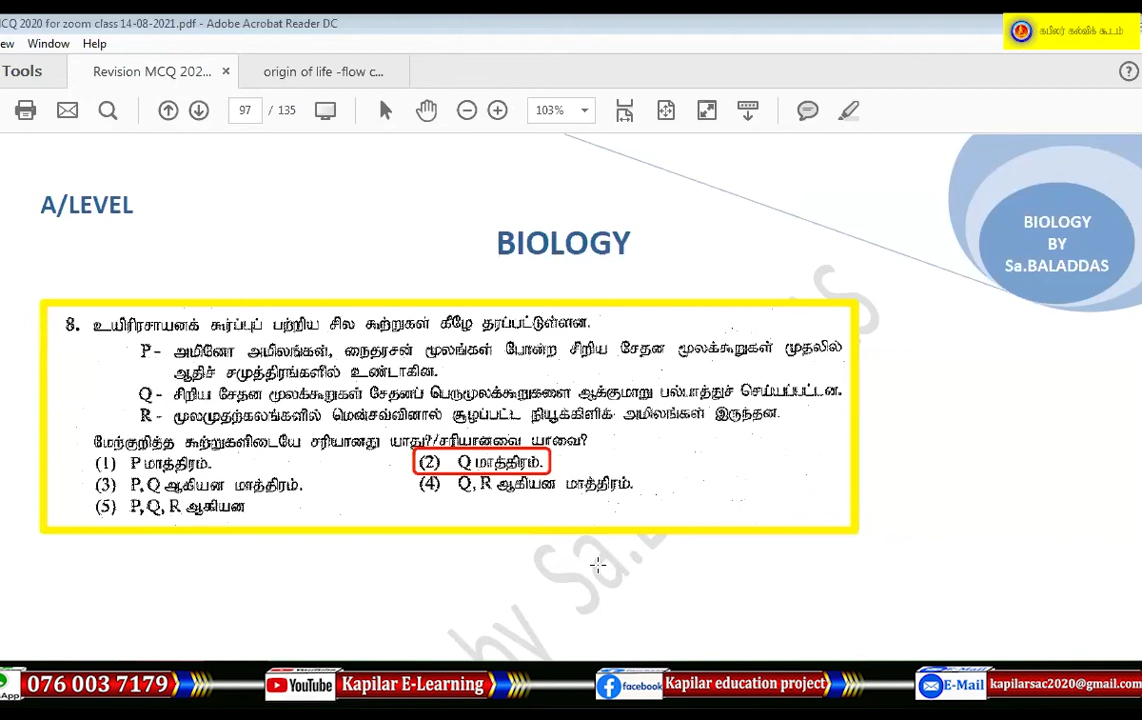 MCQ 2020 for zoom class 14-08-2021.pdf - Adobe Acrobat Reader DC
கபிலர் கல்விக் கூடம்
ew Window Help
Tools Revision MCQ 202... × origin of life -flow c...
97 / 135 103%
A/LEVEL
BIOLOGY
BIOLOGY
BY
Sa.BALADDAS
8. உயிரிரசாயனக் கூர்ப்புப் பற்றிய சில கூற்றுகள் கீழே தரப்பட்டுள்ளன.
P - அமினோ அமிலங்கள், நைதரசன் மூலங்கள் போன்ற சிறிய சேதன மூலக்கூறுகள் முதலில்
ஆதிச் சமுத்திரங்களில் உண்டாகின.
Q - சிறிய சேதன மூலக்கூறுகள் சேதனப் பெருமூலக்கூறுகளை ஆக்குமாறு பல்பாத்துச் செய்யப்பட்டன.
R - மூலமுதற்கலங்களில் மென்சவ்வினால் சூழப்பட்ட நியூக்கிளிக் அமிலங்கள் இருந்தன.
மேற்குறித்த கூற்றுகளிடையே சரியானது யாது?/சரியானவை யாவை?
(1) P மாத்திரம். (2) Q மாத்திரம்.
(3) P, Q ஆகியன மாத்திரம். (4) Q, R ஆகியன மாத்திரம்.
(5) P, Q, R ஆகியன
by Sa.
076 003 7179 YouTube Kapilar E-Learning facebook Kapilar education project E-Mail kapilarsac2020@gmail.com